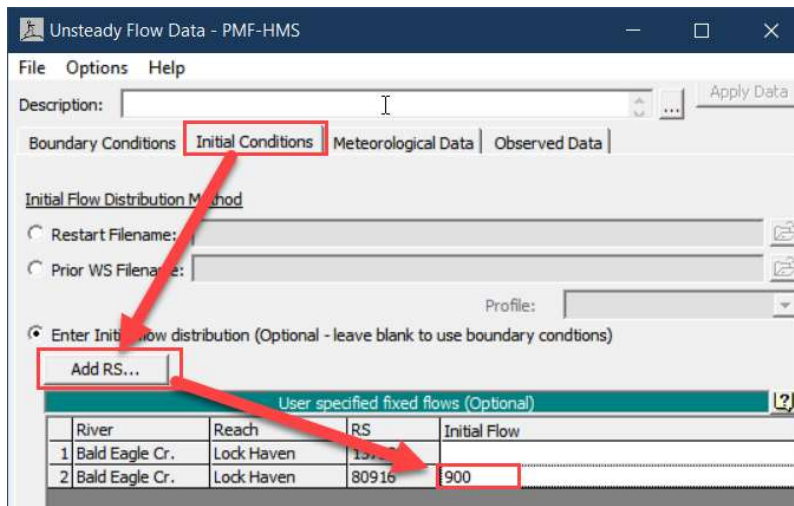 Unsteady Flow Data - PMF-HMS
File Options Help
Description:
...
Apply Data
Boundary Conditions Initial Conditions Meteorological Data Observed Data
Initial Flow Distribution Method
Restart Filename:
Prior WS Filename:
Profile:
Enter Initial flow distribution (Optional - leave blank to use boundary condtions)
Add RS...
User specified fixed flows (Optional)
River Reach RS Initial Flow
1 Bald Eagle Cr. Lock Haven
2 Bald Eagle Cr. Lock Haven 80916 900